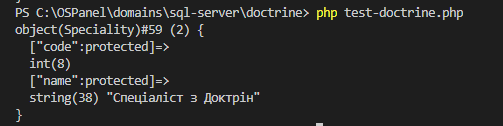 PS C:\OSPanel\domains\sql-server\doctrine> php test-doctrine.php
object(Speciality)#59 (2) {
["code":protected]=>
int(8)
["name":protected]=>
string(38) "Спеціаліст з Доктрін"
}